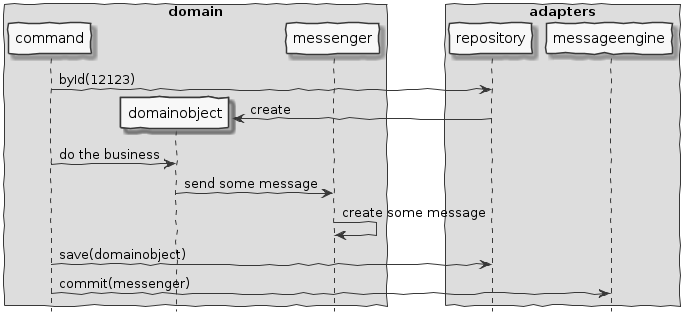 domain
adapters
command
messenger
repository
messageengine
byId(12123)
domainobject
create
do the business
send some message
create some message
save(domainobject)
commit(messenger)